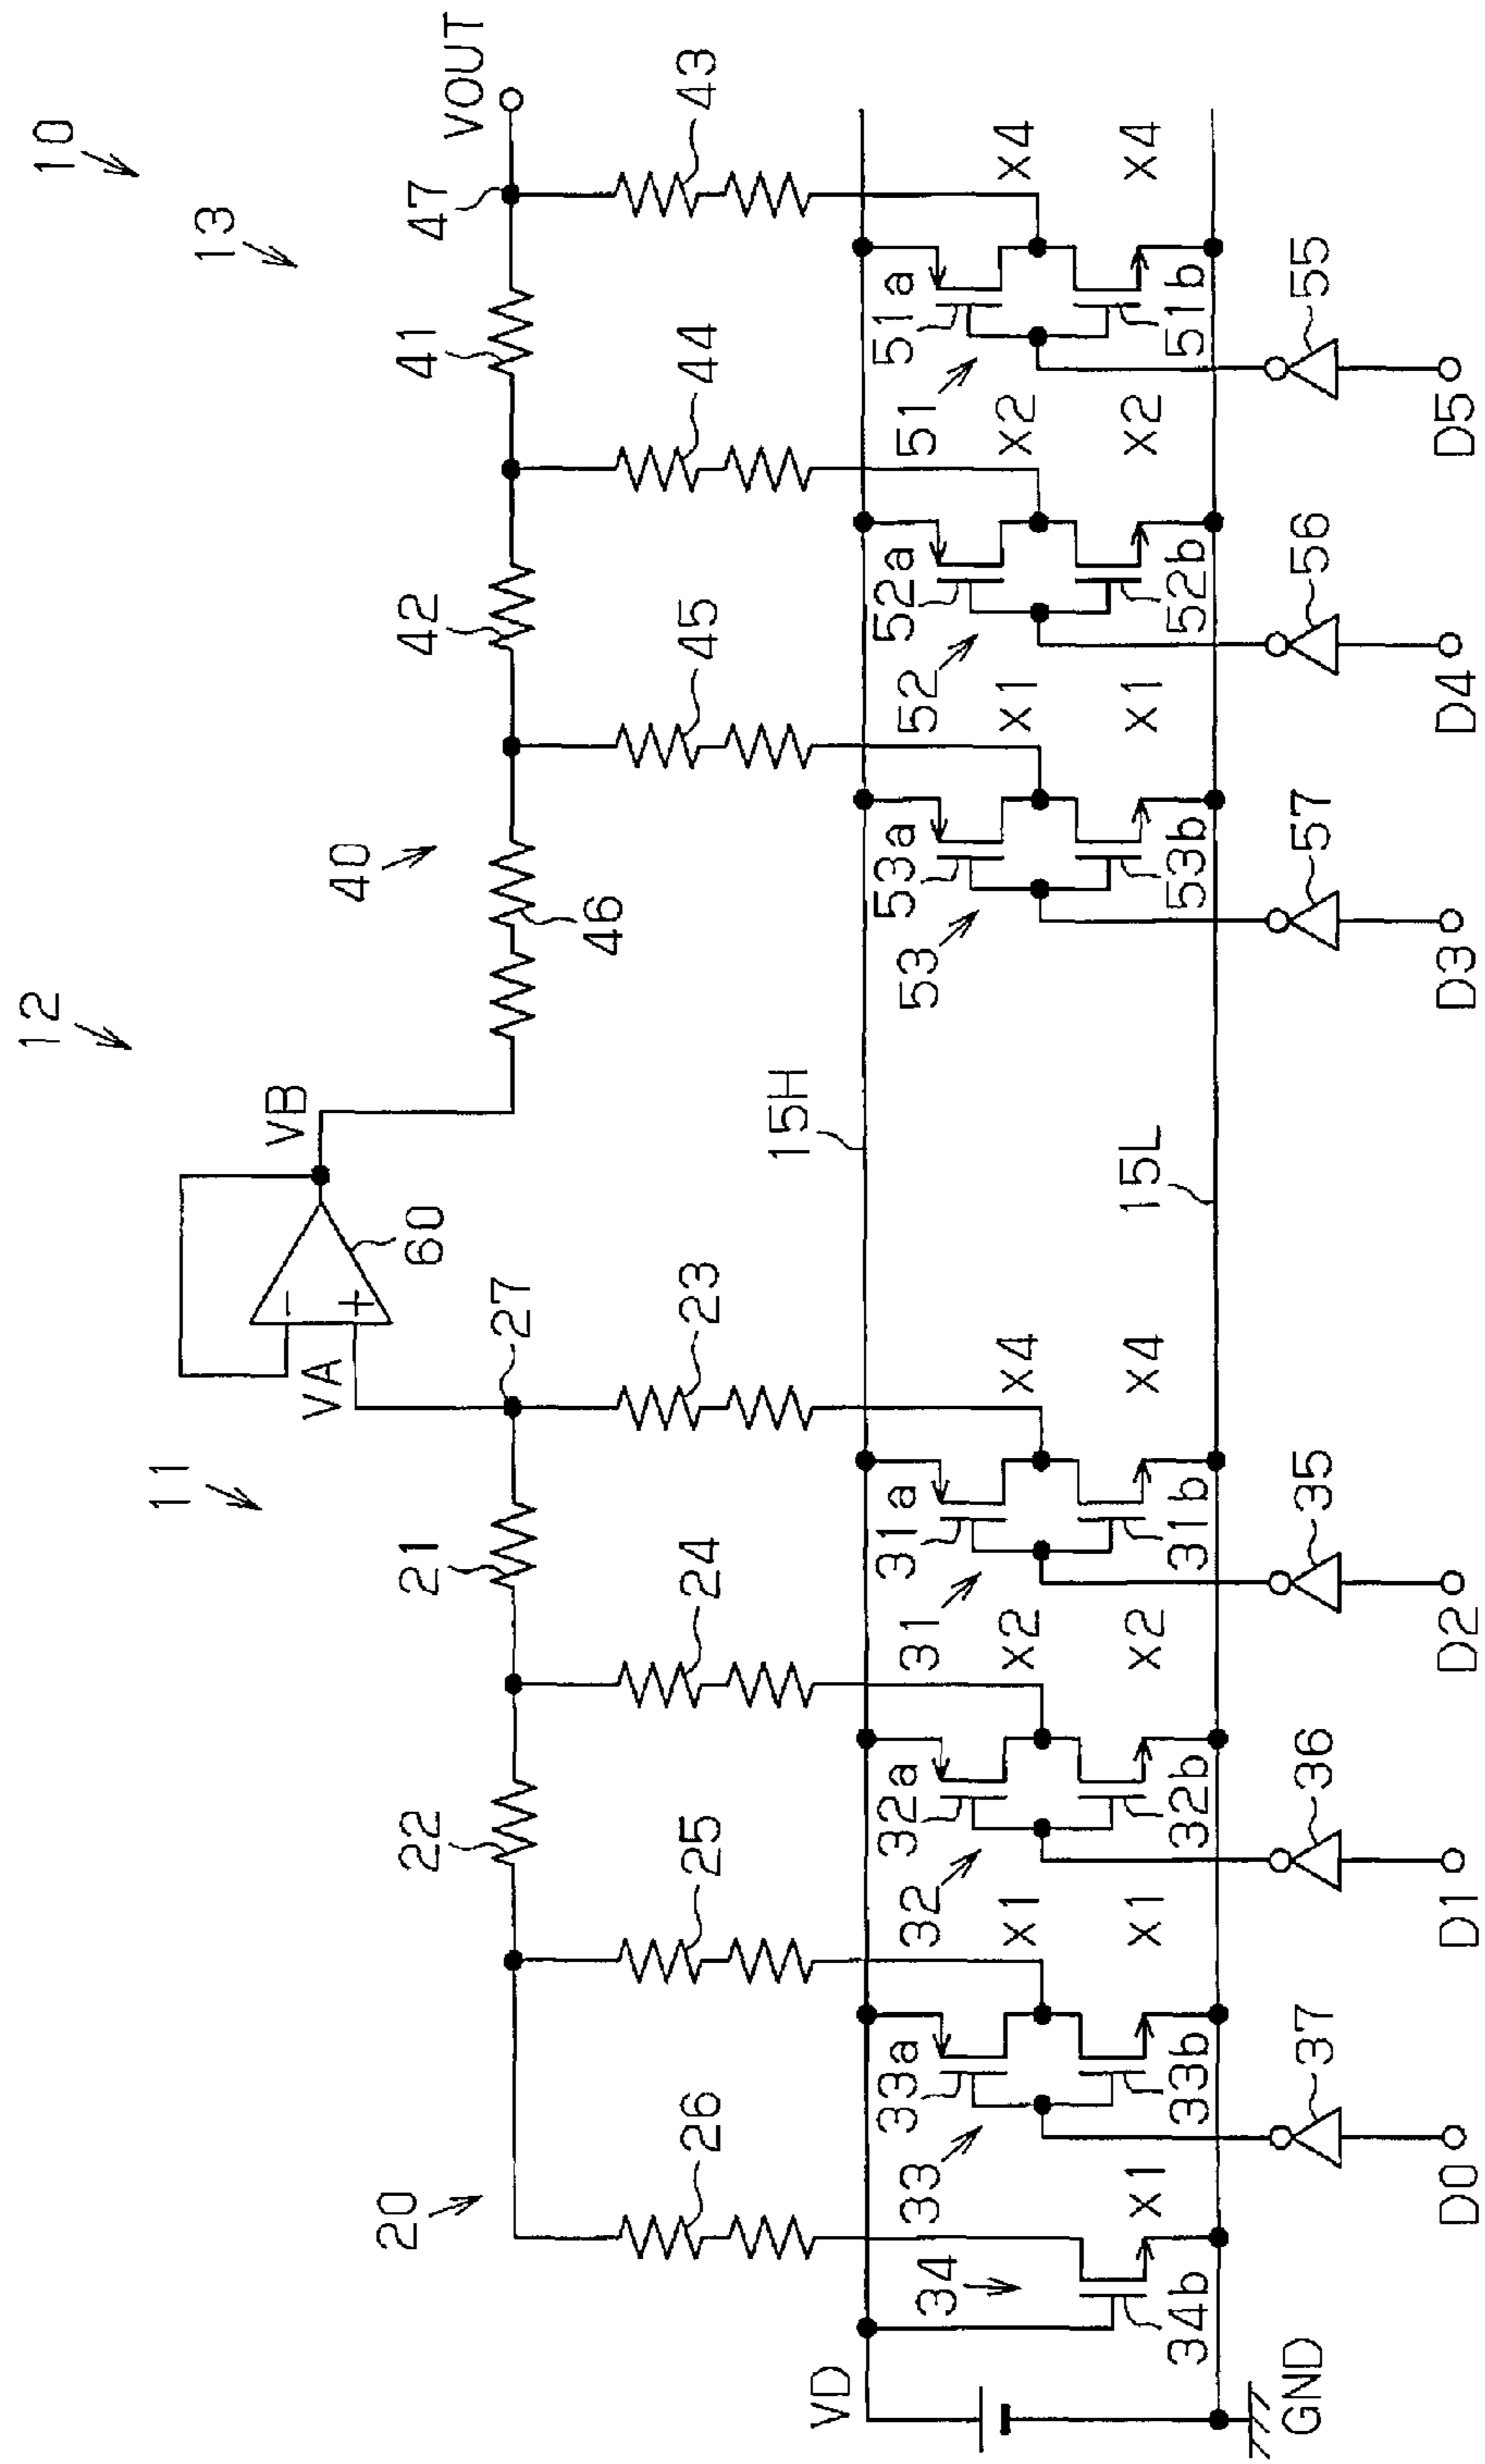 10
12
13
11
VB
VA
60
VOUT
47
20
22
21
27
40
46
42
41
26
25
24
23
45
44
43
VD
15H
15L
34
34b
X1
33
33a
33b
X1
X1
32
32a
32b
X2
X2
31
31a
31b
X4
X4
53
53a
53b
X1
X1
52
52a
52b
X2
X2
51
51a
51b
X4
X4
GND
37
36
35
57
56
55
D0
D1
D2
D3
D4
D5